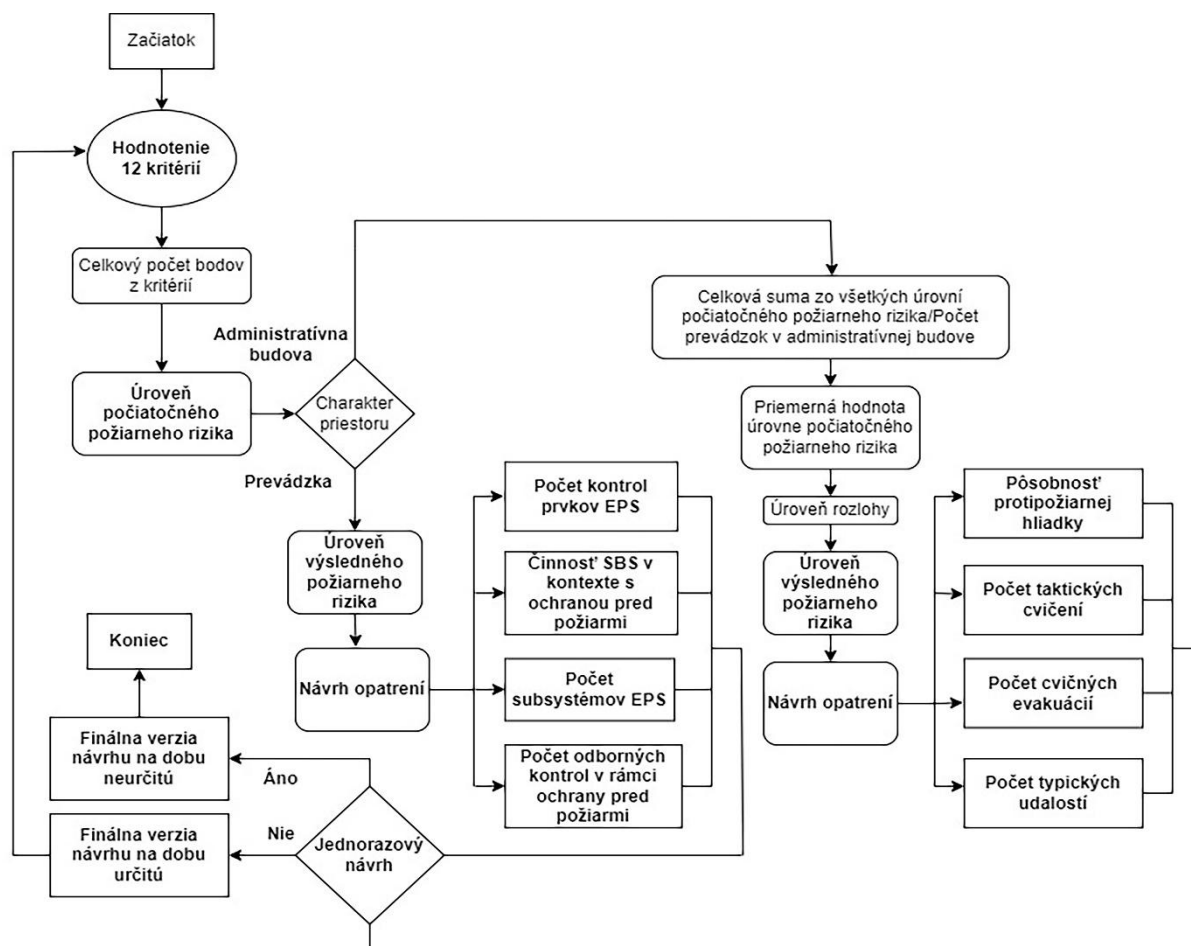 Začiatok
Hodnotenie
12 kritérií
Celkový počet bodov
z kritérií
Úroveň
počiatočného
požiarneho rizika
Administratívna
budova
Charakter
priestoru
Prevádzka
Úroveň
výsledného
požiarneho
rizika
Návrh opatrení
Počet kontrol
prvkov EPS
Činnosť SBS v
kontexte s
ochranou pred
požiarmi
Počet
subsystémov EPS
Počet odborných
kontrol v rámci
ochrany pred
požiarmi
Celková suma zo všetkých úrovní
počiatočného požiarneho rizika/Počet
prevádzok v administratívnej budove
Priemerná hodnota
úrovne počiatočného
požiarneho rizika
Úroveň rozlohy
Úroveň
výsledného
požiarneho
rizika
Návrh opatrení
Pôsobnosť
protipožiarnej
hliadky
Počet taktických
cvičení
Počet cvičných
evakuácií
Počet typických
udalostí
Jednorazový
návrh
Áno
Finálna verzia
návrhu na dobu
neurčitú
Koniec
Nie
Finálna verzia
návrhu na dobu
určitú